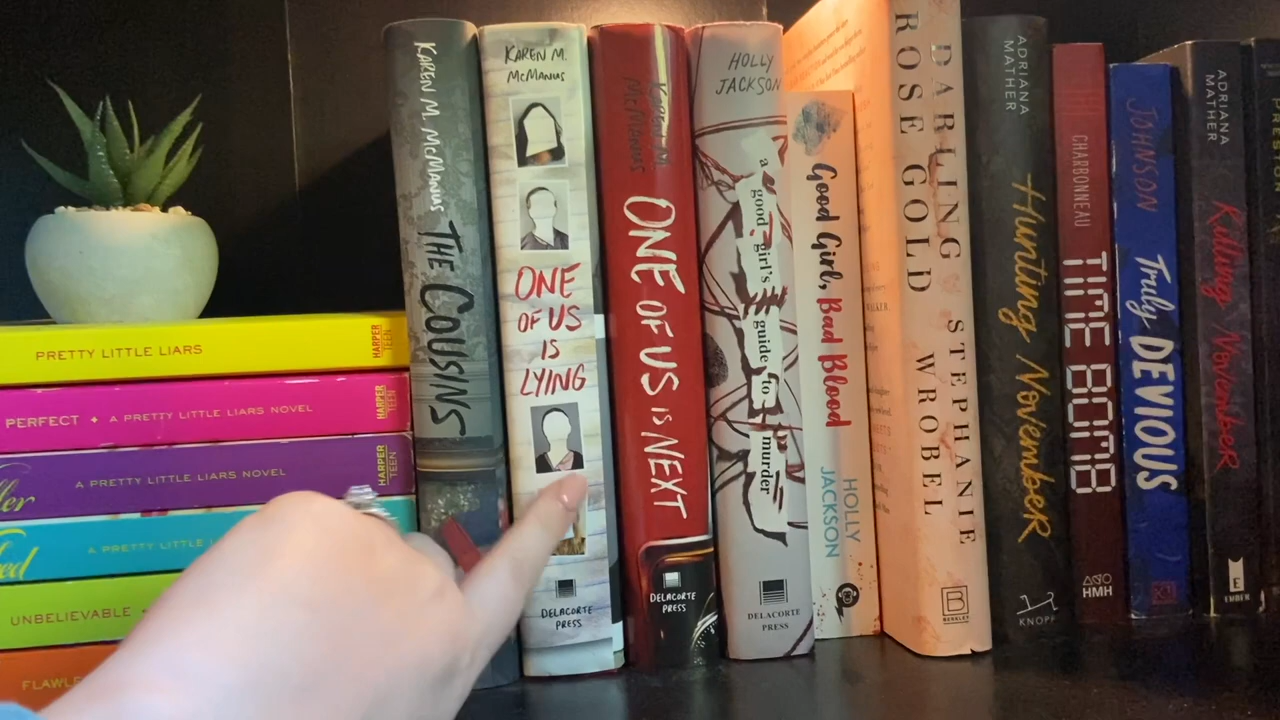 PRETTY LITTLE LIARS
HARPER
TEEN
PERFECT • A PRETTY LITTLE LIARS NOVEL
HARPER
TEEN
A PRETTY LITTLE LIARS NOVEL
HARPER
TEEN
A PRETTY LITTLE
UNBELIEVABLE •
KAREN M. McMANUS THE COUSINS
KAREN M.
McMANUS
ONE
OF US
IS
LYING
DELACORTE
PRESS
KAREN M.
McMANUS
ONE OF US IS NEXT
DELACORTE
PRESS
HOLLY
JACKSON
a good girl's guide to murder
DELACORTE
PRESS
Good Girl, Bad Blood
HOLLY
JACKSON
DARLING
ROSE GOLD
STEPHANIE
WROBEL
BERKLEY
ADRIANA
MATHER
Hunting November
KNOPF
CHARBONNEAU
TIME BOMB
HMH
JOHNSON
Truly DEVIOUS
ADRIANA
MATHER
Killing November
E
EMBER